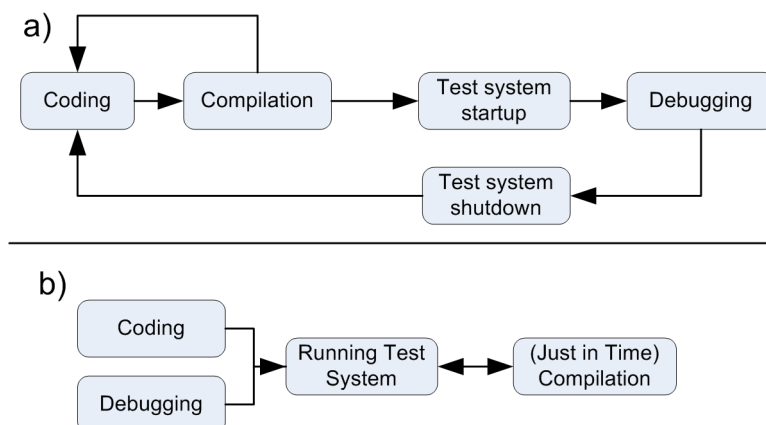 a)
Coding
Compilation
Test system
startup
Debugging
Test system
shutdown
b)
Coding
Debugging
Running Test
System
(Just in Time)
Compilation